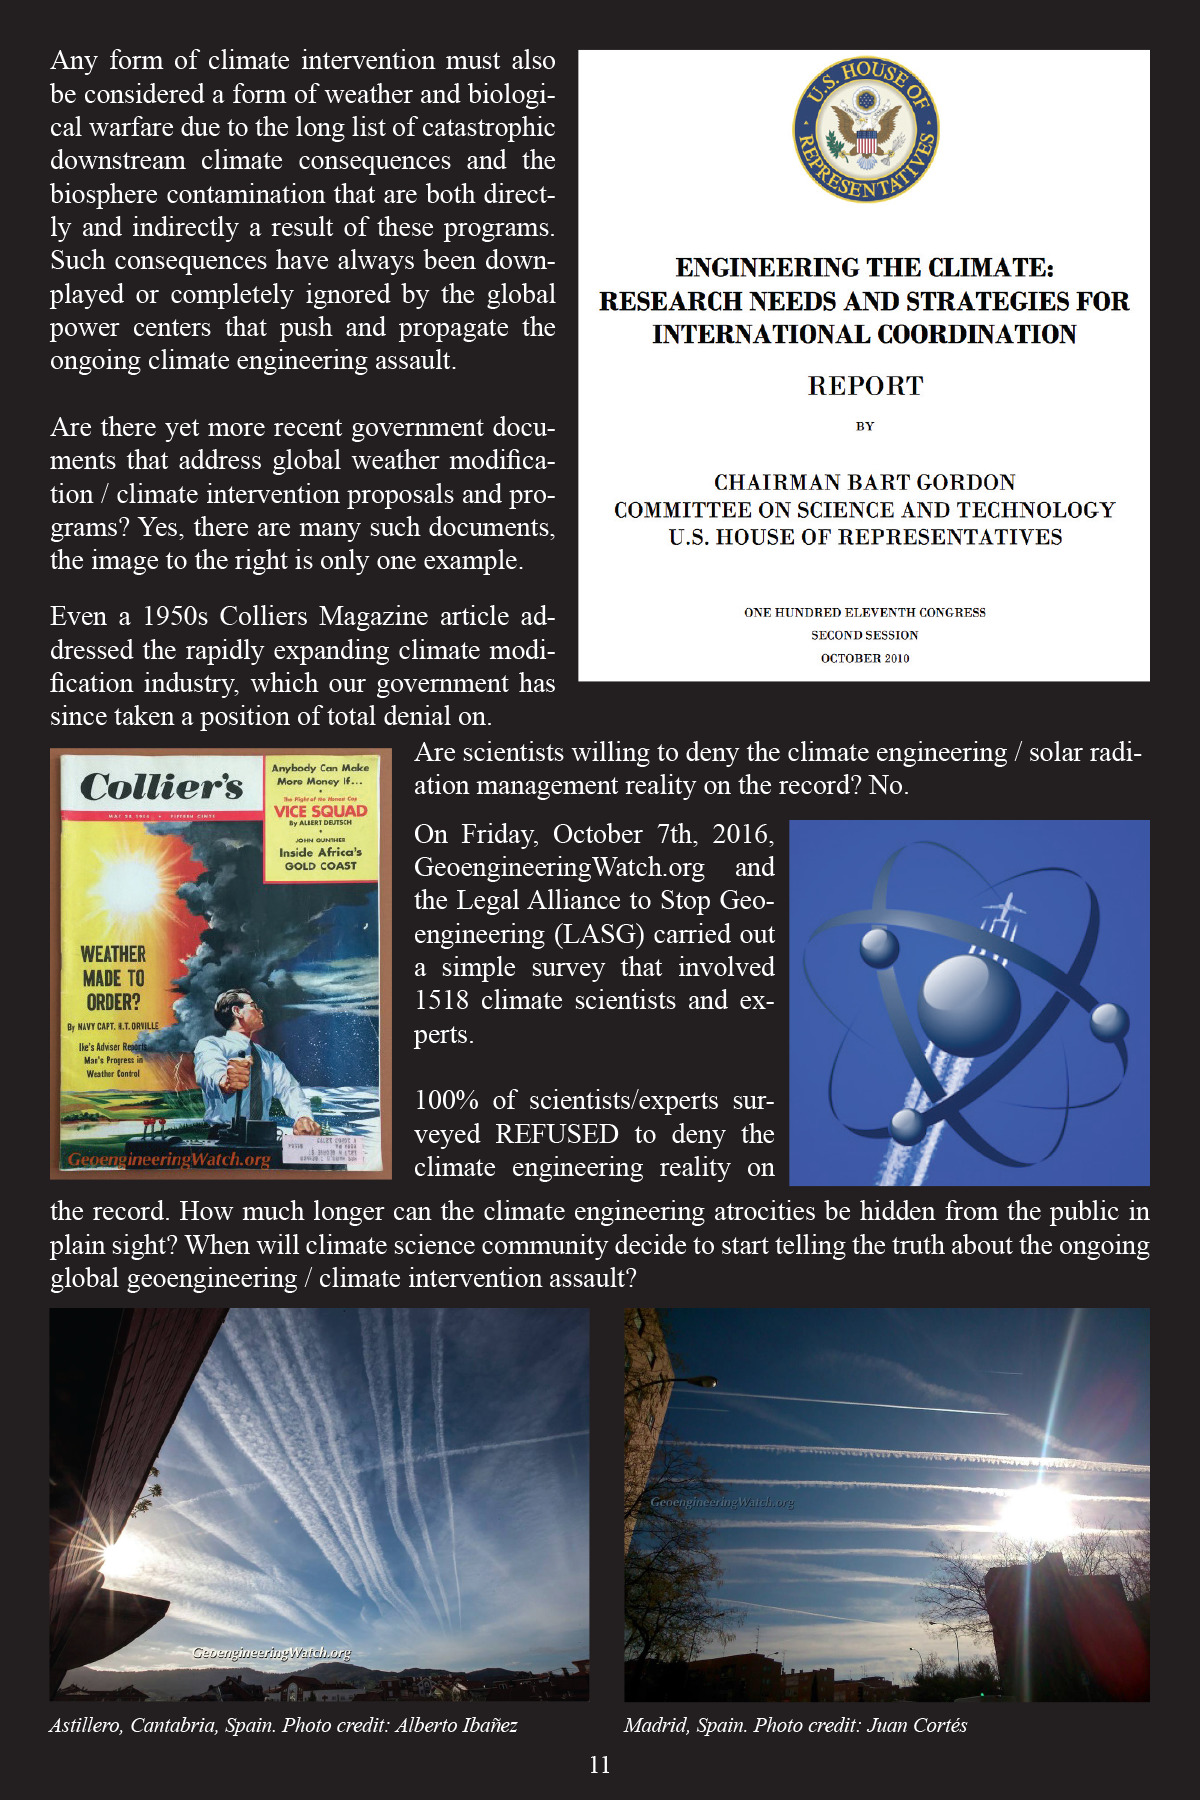 Any form of climate intervention must also
be considered a form of weather and biologi-
cal warfare due to the long list of catastrophic
downstream climate consequences and the
biosphere contamination that are both direct-
ly and indirectly a result of these programs.
Such consequences have always been down-
played or completely ignored by the global
power centers that push and propagate the
ongoing climate engineering assault.
Are there yet more recent government docu-
ments that address global weather modifica-
tion / climate intervention proposals and pro-
grams? Yes, there are many such documents,
the image to the right is only one example.
Even a 1950s Colliers Magazine article ad-
dressed the rapidly expanding climate modi-
fication industry, which our government has
since taken a position of total denial on.
U.S. HOUSE OF
REPRESENTATIVES
ENGINEERING THE CLIMATE:
RESEARCH NEEDS AND STRATEGIES FOR
INTERNATIONAL COORDINATION
REPORT
BY
CHAIRMAN BART GORDON
COMMITTEE ON SCIENCE AND TECHNOLOGY
U.S. HOUSE OF REPRESENTATIVES
ONE HUNDRED ELEVENTH CONGRESS
SECOND SESSION
OCTOBER 2010
Collier's
FIFTEEN CENTS
Anybody Can Make
More Money If...
VICE SQUAD
By ALBERT DEUTSCH
JOHN GUNTHER
Inside Africa's
GOLD COAST
WEATHER
MADE TO
ORDER?
By NAVY CAPT. H.T. ORVILLE
Ike's Adviser Reports
Man's Progress in
Weather Control
GeoengineeringWatch.org
Are scientists willing to deny the climate engineering / solar radi-
ation management reality on the record? No.
On Friday, October 7th, 2016,
GeoengineeringWatch.org and
the Legal Alliance to Stop Geo-
engineering (LASG) carried out
a simple survey that involved
1518 climate scientists and ex-
perts.
100% of scientists/experts sur-
veyed REFUSED to deny the
climate engineering reality on
the record. How much longer can the climate engineering atrocities be hidden from the public in
plain sight? When will climate science community decide to start telling the truth about the ongoing
global geoengineering / climate intervention assault?
GeoengineeringWatch.org
GeoengineeringWatch.org
Astillero, Cantabria, Spain. Photo credit: Alberto Ibañez
Madrid, Spain. Photo credit: Juan Cortés
11